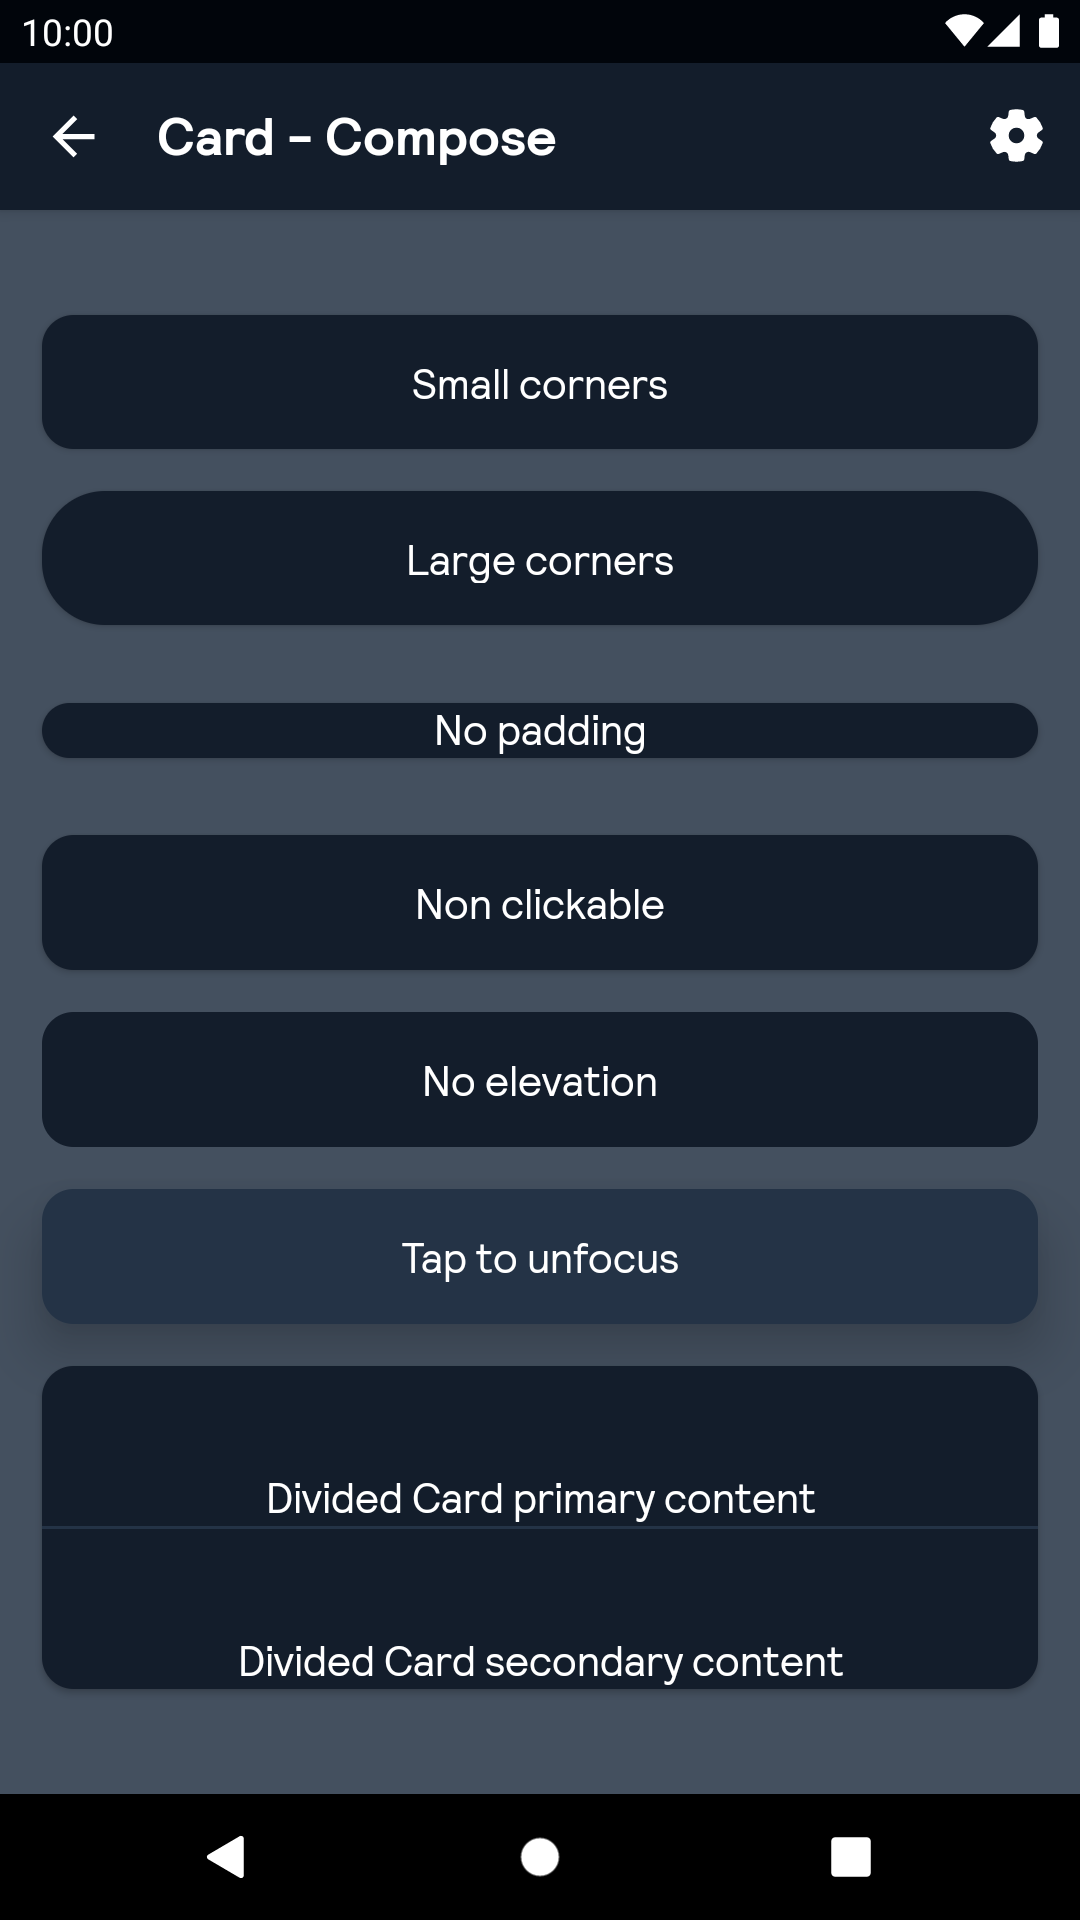 10:00
Card - Compose
Small corners
Large corners
No padding
Non clickable
No elevation
Tap to unfocus
Divided Card primary content
Divided Card secondary content